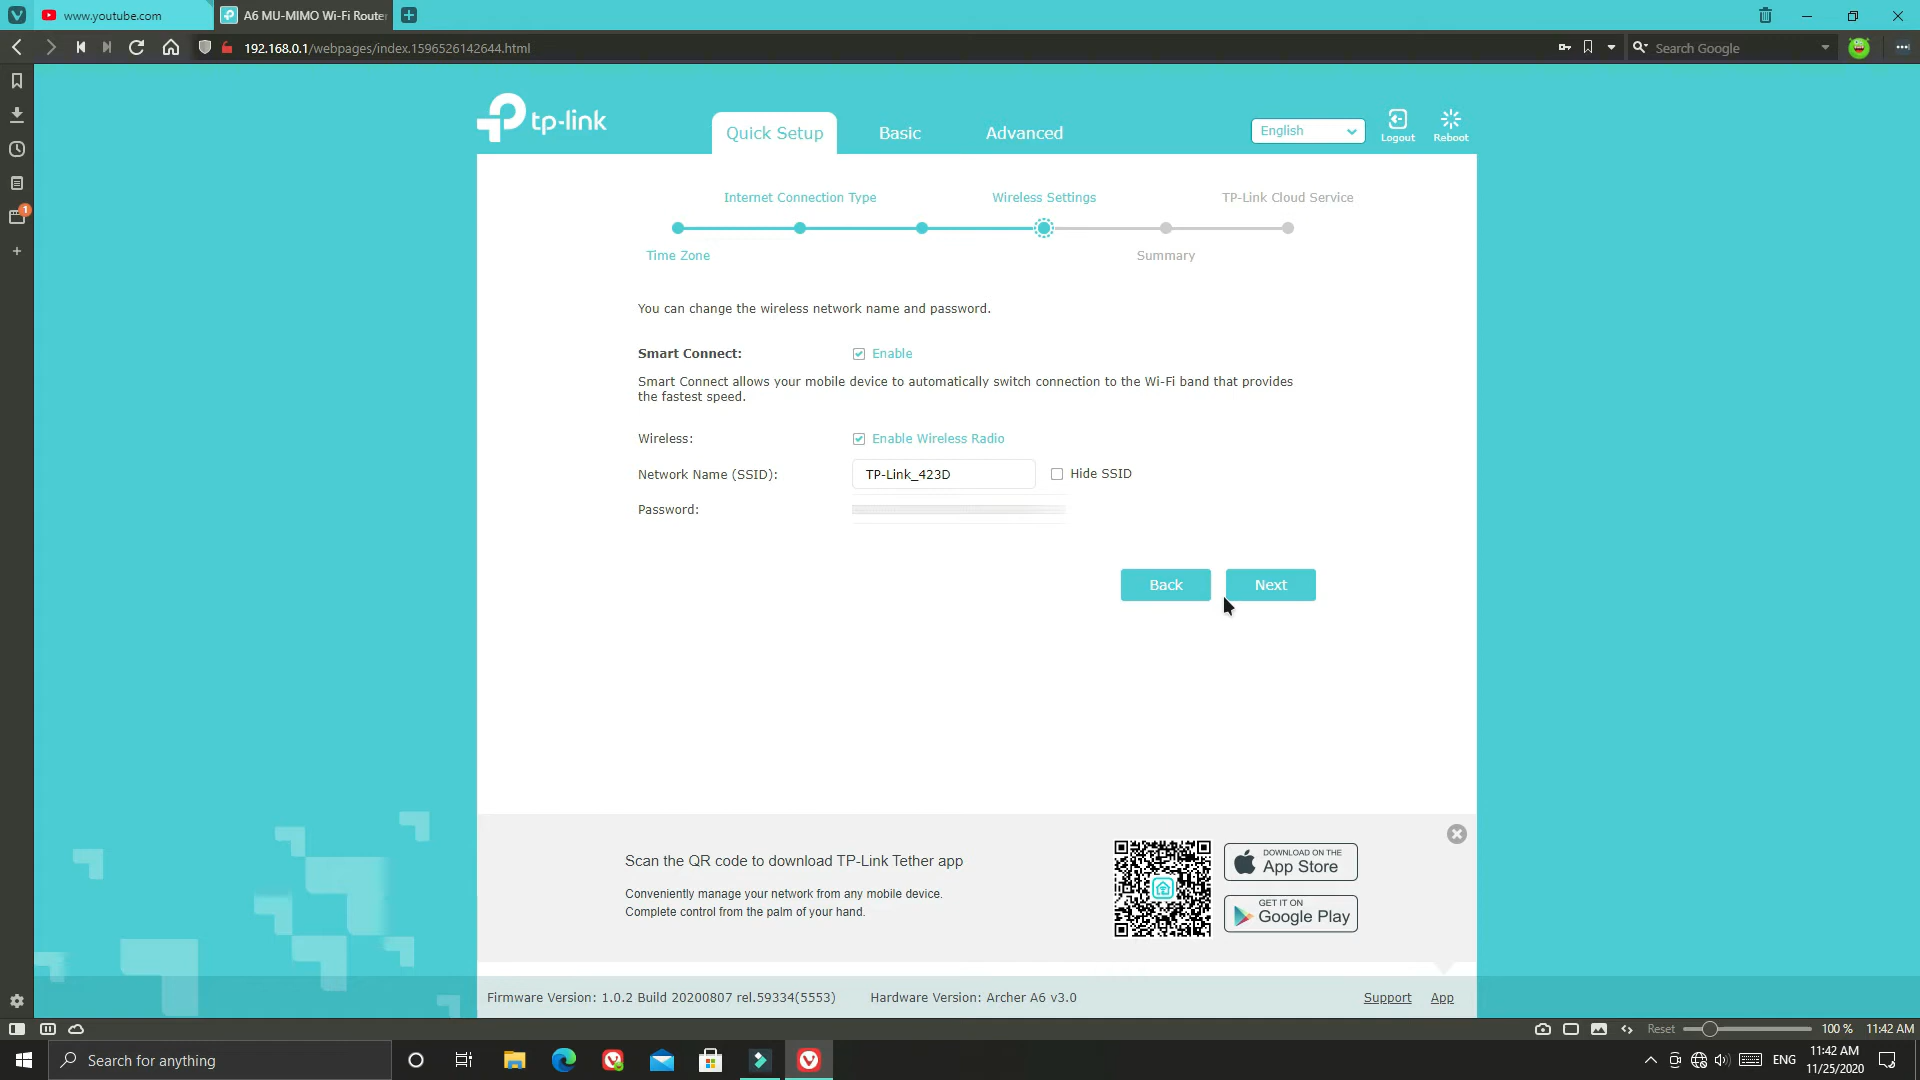 www.youtube.com
A6 MU-MIMO Wi-Fi Router
192.168.0.1/webpages/index.1596526142644.html
Search Google
1
tp-link
Quick Setup
Basic
Advanced
English
Logout
Reboot
Internet Connection Type
Wireless Settings
TP-Link Cloud Service
Time Zone
Summary
You can change the wireless network name and password.
Smart Connect:
Enable
Smart Connect allows your mobile device to automatically switch connection to the Wi-Fi band that provides
the fastest speed.
Wireless:
Enable Wireless Radio
Network Name (SSID):
TP-Link_423D
Hide SSID
Password:
Back
Next
Scan the QR code to download TP-Link Tether app
Conveniently manage your network from any mobile device.
Complete control from the palm of your hand.
DOWNLOAD ON THE
App Store
GET IT ON
Google Play
Firmware Version: 1.0.2 Build 20200807 rel.59334(5553)
Hardware Version: Archer A6 v3.0
Support
App
Reset
100 %
11:42 AM
Search for anything
ENG
11:42 AM
11/25/2020